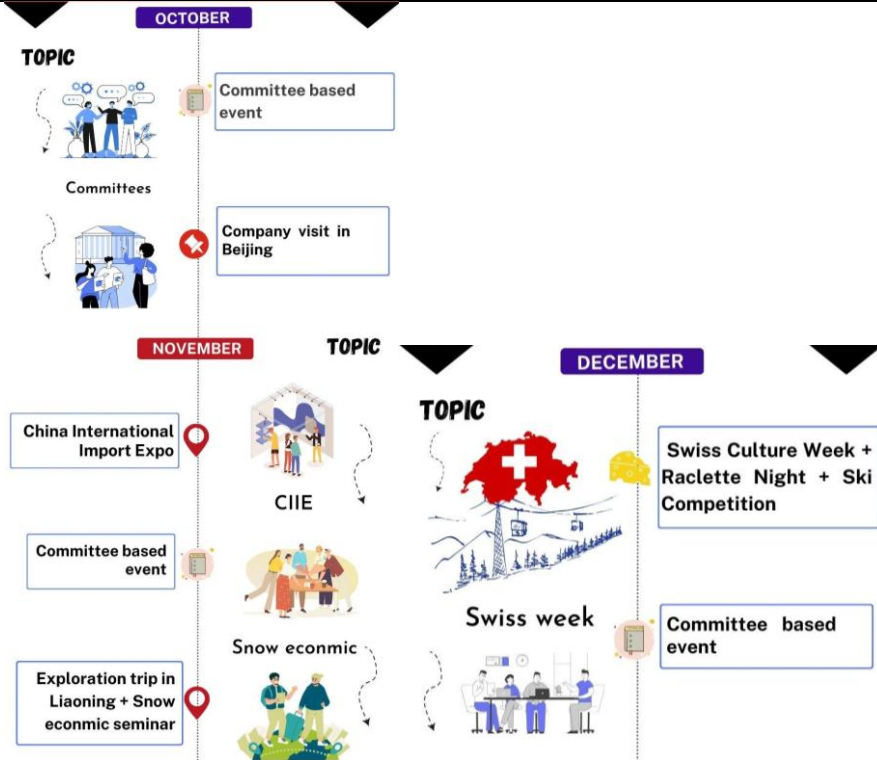 OCTOBER
TOPIC
Committee based
event
Committees
Company visit in
Beijing
NOVEMBER
TOPIC
China International
Import Expo
CIIE
Committee based
event
Snow econmic
Exploration trip in
Liaoning + Snow
econmic seminar
DECEMBER
TOPIC
Swiss Culture Week +
Raclette Night + Ski
Competition
Swiss week
Committee based
event